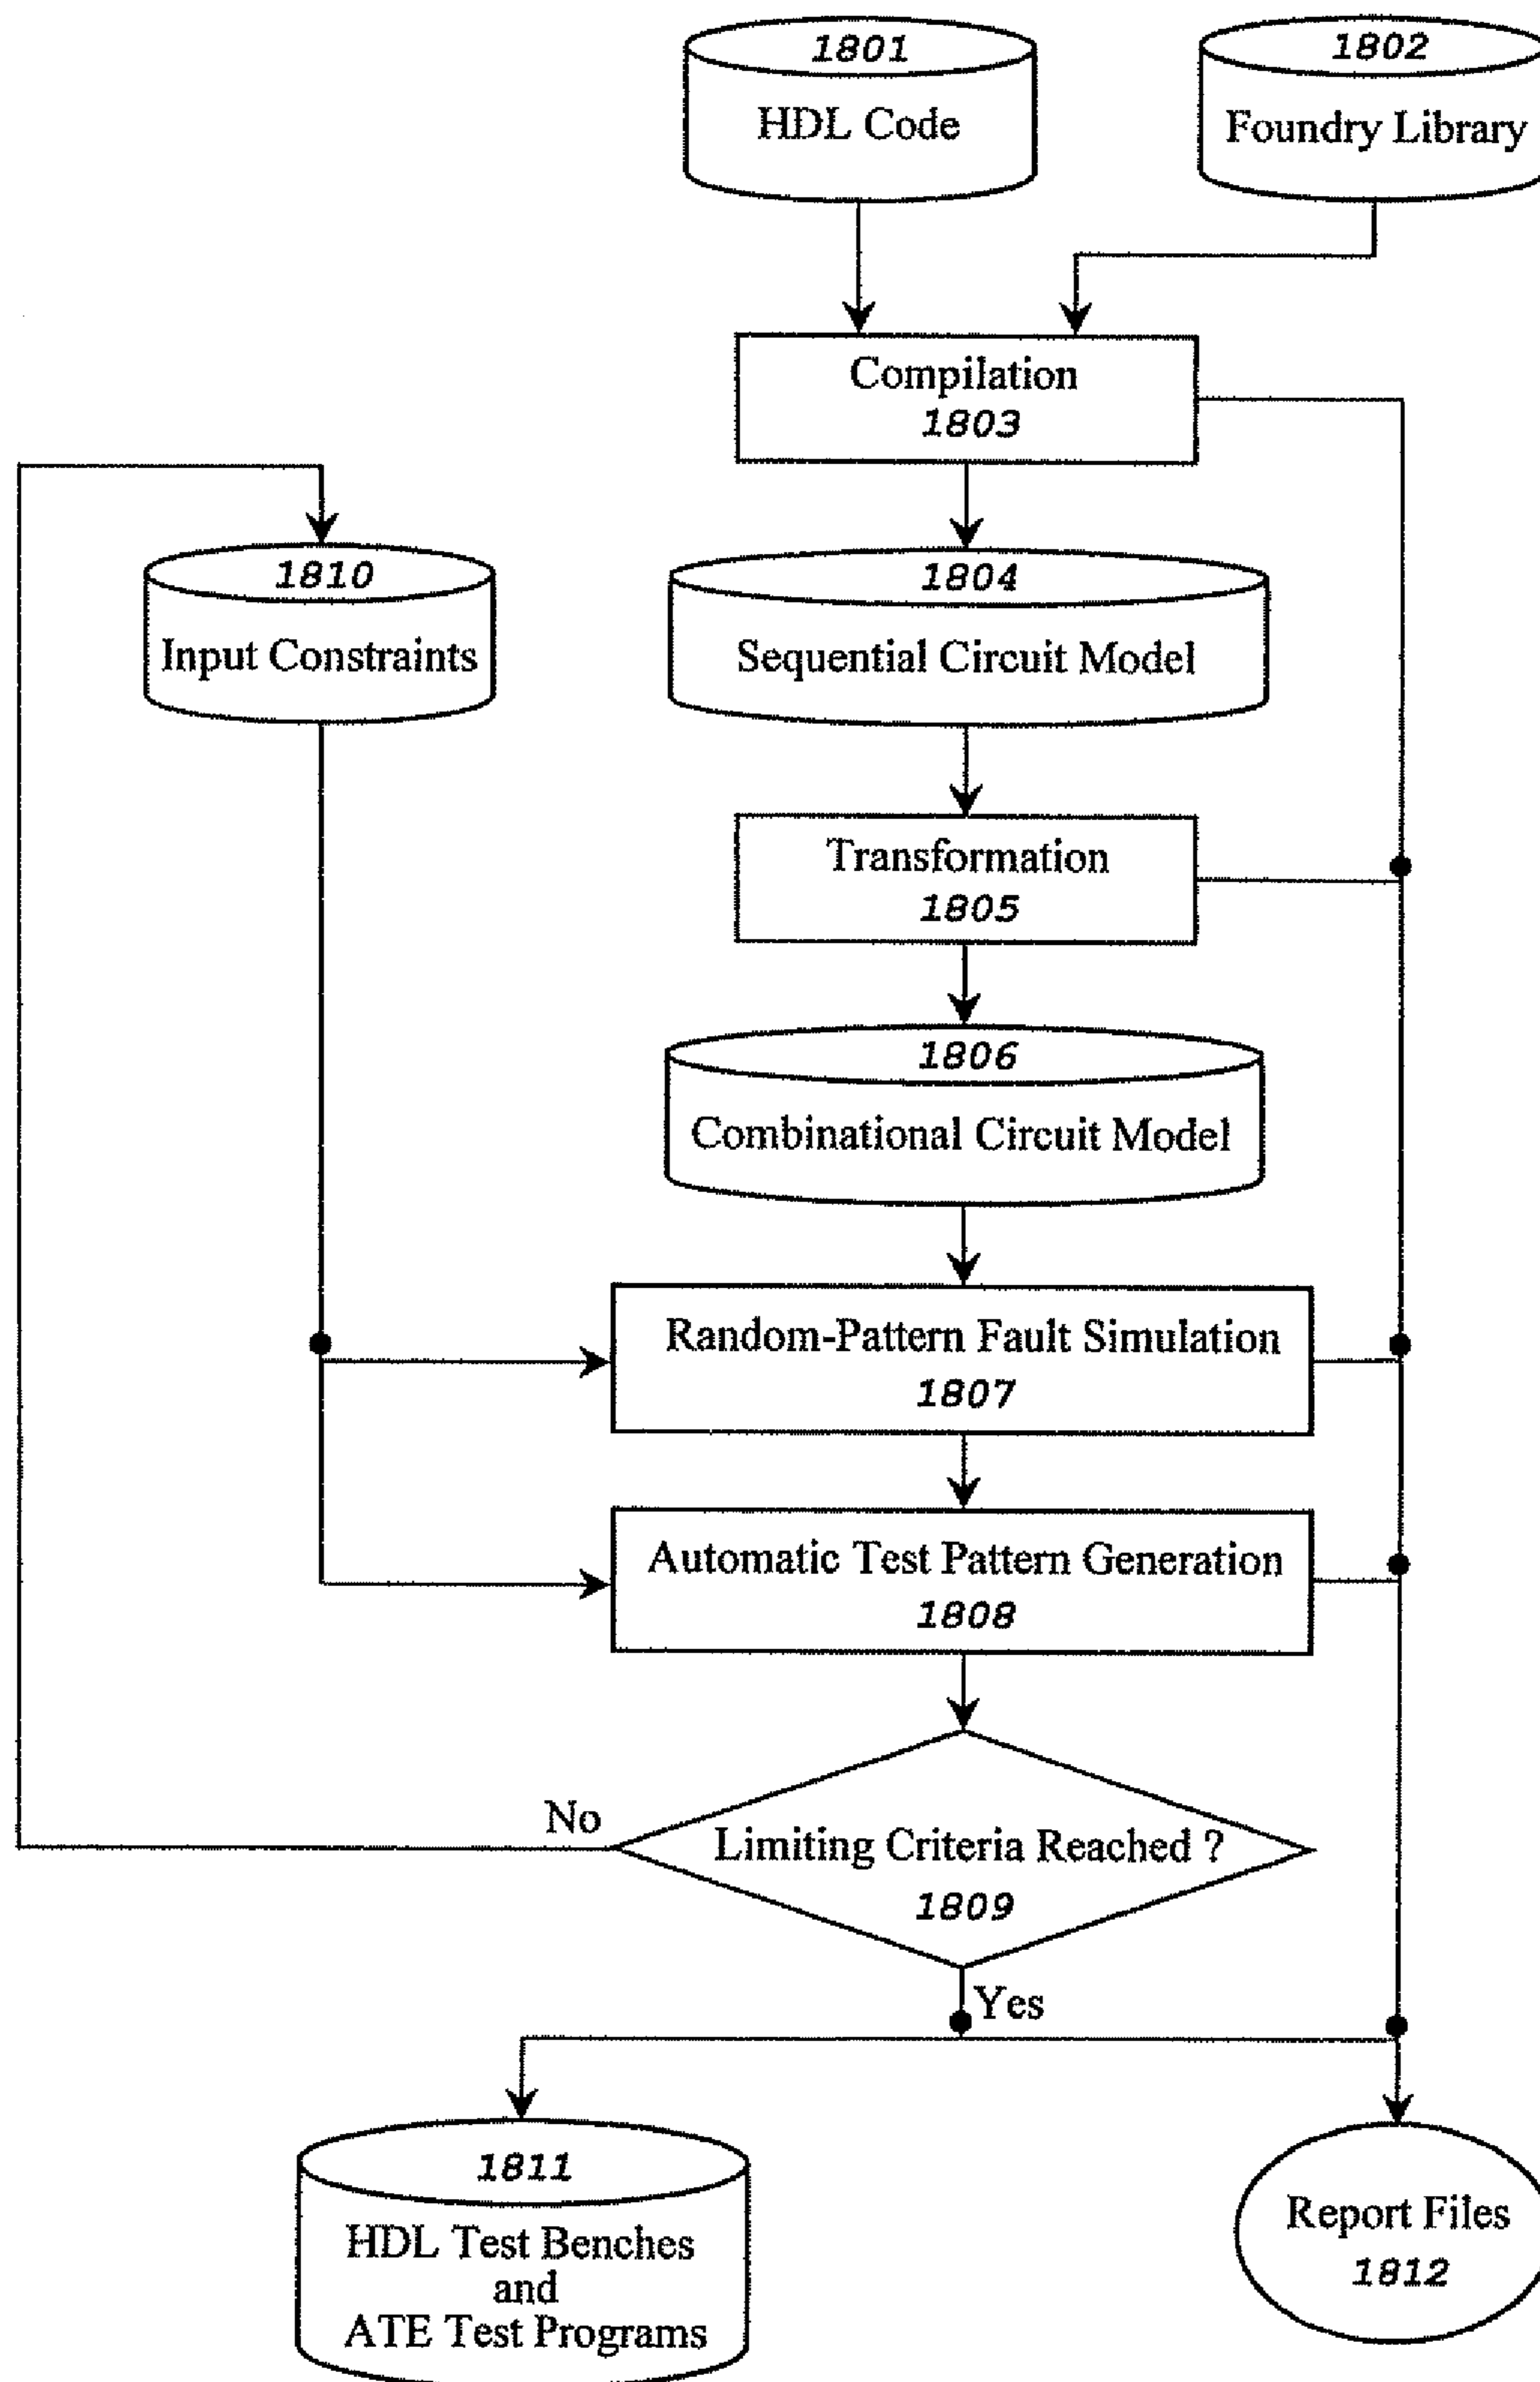 1801
HDL Code
1802
Foundry Library
Compilation
1803
1810
Input Constraints
1804
Sequential Circuit Model
Transformation
1805
1806
Combinational Circuit Model
Random-Pattern Fault Simulation
1807
Automatic Test Pattern Generation
1808
No
Limiting Criteria Reached ?
1809
Yes
1811
HDL Test Benches
and
ATE Test Programs
Report Files
1812